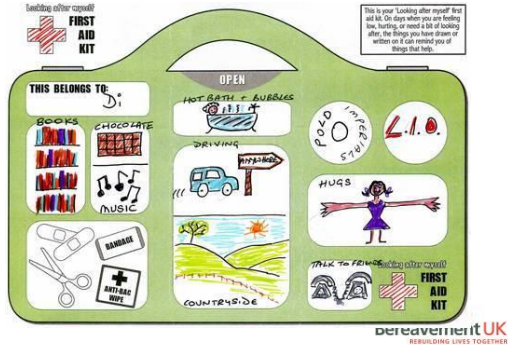 Looking after myself
FIRST
AID
KIT
This is your 'Looking after myself' first
aid kit. On days when you are feeling
low, hurting, or need a bit of looking
after, the things you have drawn or
written on it can remind you of
things that help.
OPEN
THIS BELONGS TO:
Di
BOOKS
CHOCOLATE
MUSIC
BANDAGE
ANTI-BAC
WIPE
HOT BATH + BUBBLES
DRIVING
ANYWHERE
COUNTRYSIDE
POLO IMPERIALS
L.I.O.
HUGS
TALK TO FRIENDS
Looking after myself
FIRST
AID
KIT
Bereavement UK
REBUILDING LIVES TOGETHER